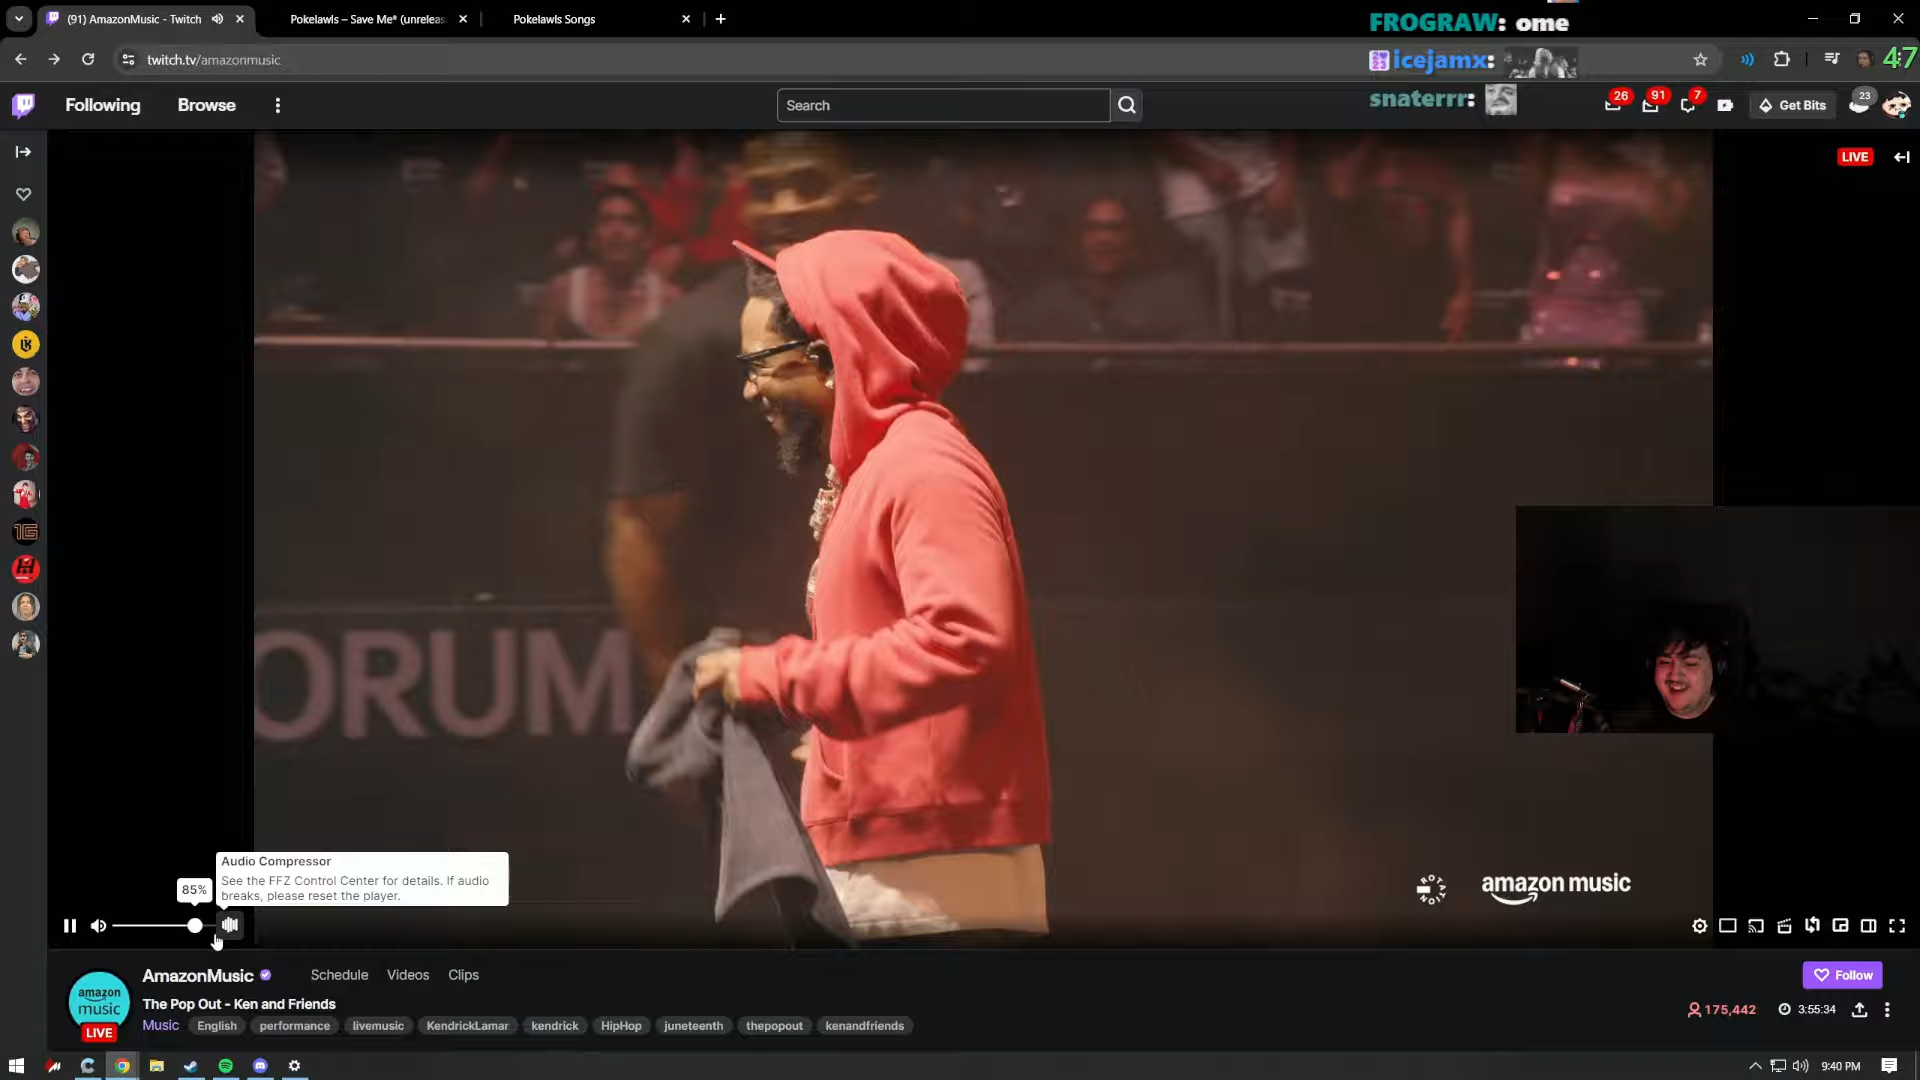 (91) AmazonMusic - Twitch
Pokelawls – Save Me* (unreleas
Pokelawls Songs
FROGRAW: ome
twitch.tv/amazonmusic
icejamx:
47
snaterrr:
Following
Browse
Search
26
91
7
Get Bits
23
LIVE
ORUM
Audio Compressor
See the FFZ Control Center for details. If audio
breaks, please reset the player.
85%
ROTATION
amazon music
amazon
music
LIVE
AmazonMusic
Schedule
Videos
Clips
Follow
The Pop Out - Ken and Friends
175,442
3:55:34
Music
English
performance
livemusic
KendrickLamar
kendrick
HipHop
juneteenth
thepopout
kenandfriends
9:40 PM